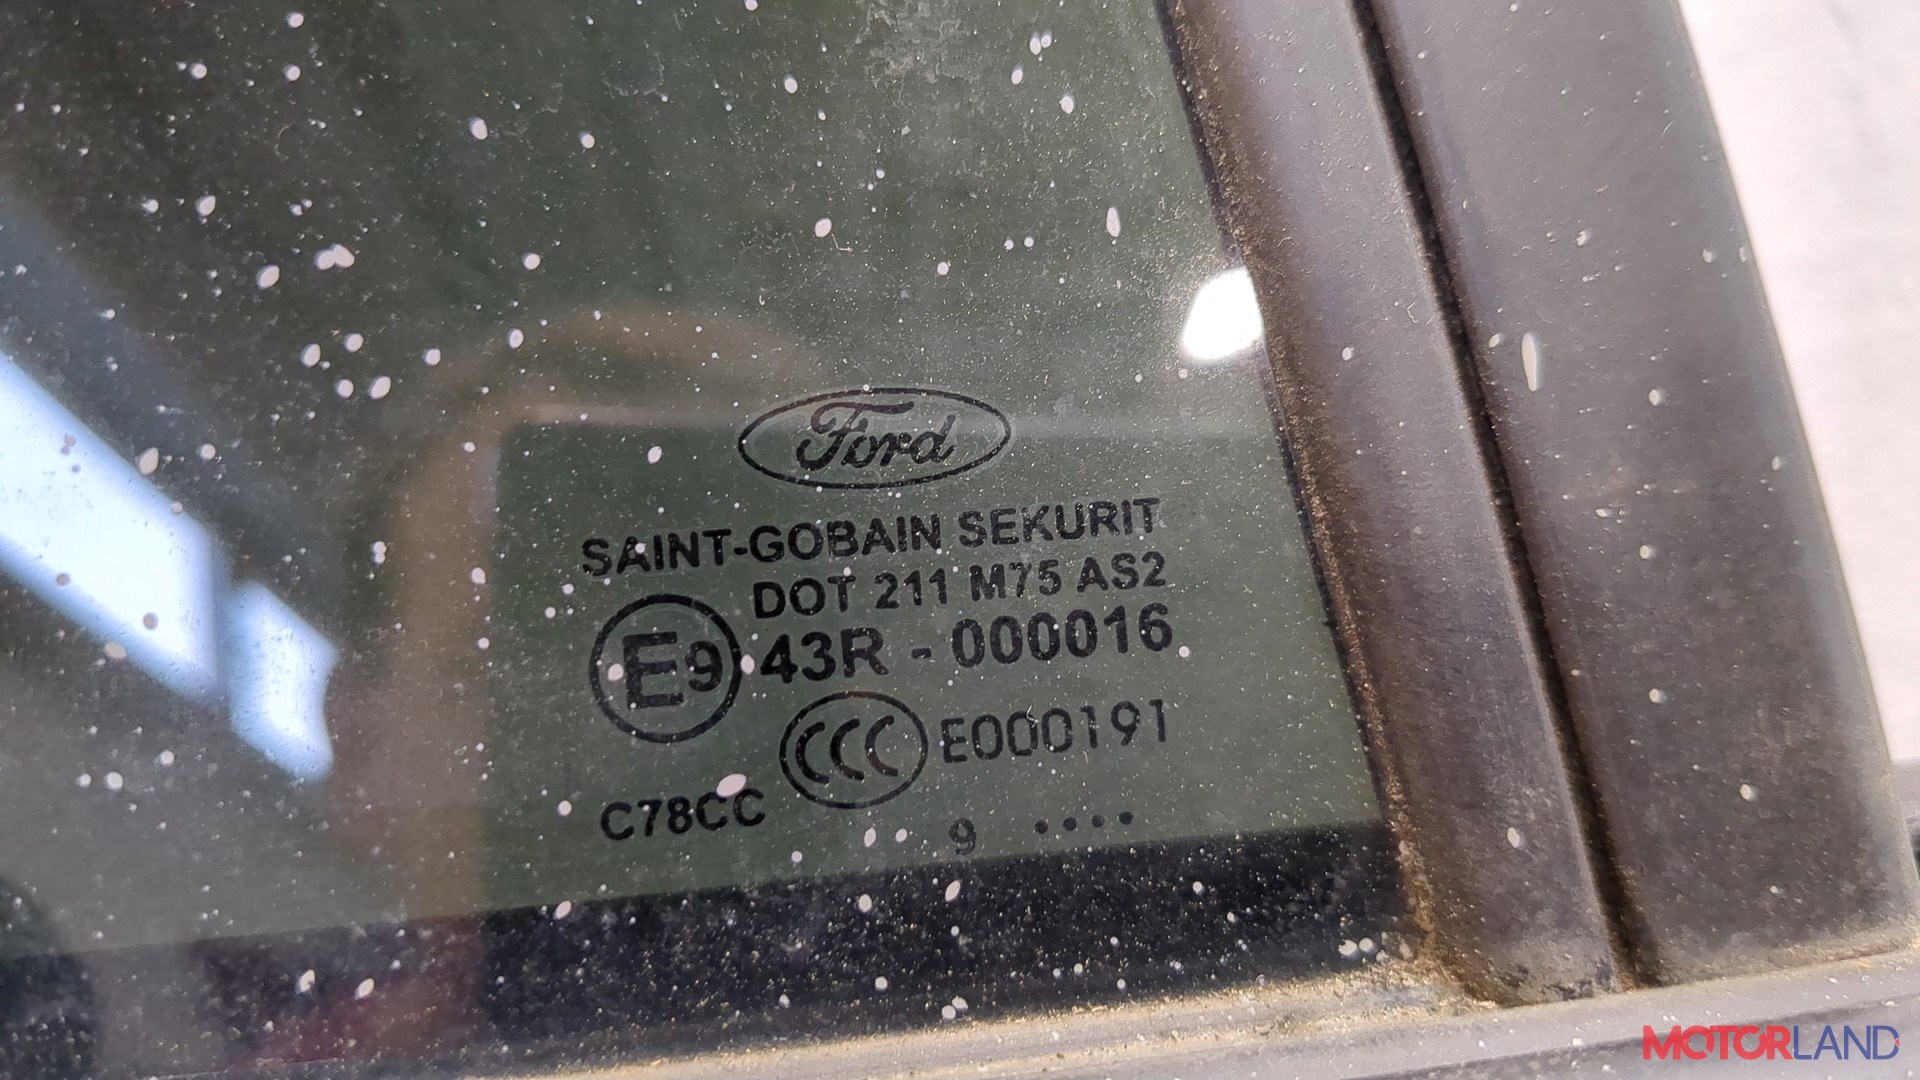 Ford
SAINT-GOBAIN SEKURIT
DOT 211 M75 AS2
E9 43R - 000016
CCC E000191
C78CC
9 ....
MOTORLAND